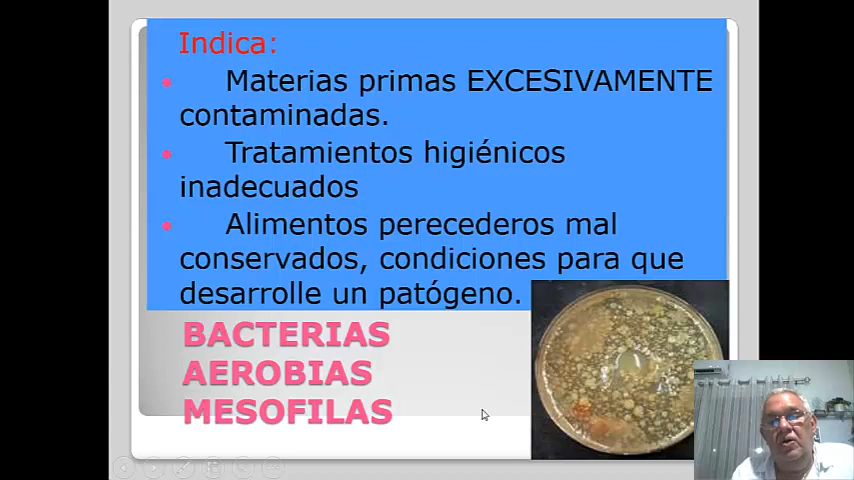 Indica:
Materias primas EXCESIVAMENTE
contaminadas.
Tratamientos higiénicos
inadecuados
Alimentos perecederos mal
conservados, condiciones para que
desarrolle un patógeno.
BACTERIAS
AEROBIAS
MESOFILAS